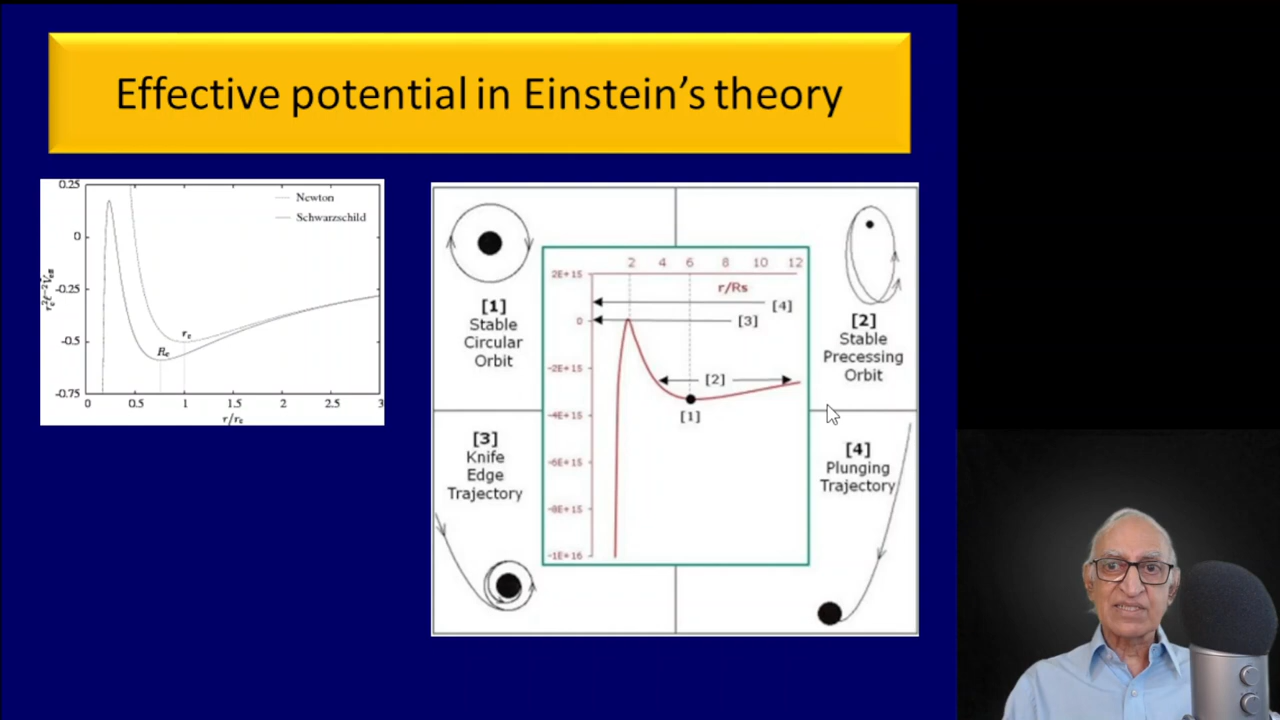 Effective potential in Einstein's theory
0.25
0
-0.25
-0.5
-0.75
Newton
Schwarzschild
r_c
R_c
0 0.5 1 1.5 2 2.5 3
r/r_c
[1]
Stable
Circular
Orbit
[2]
Stable
Precessing
Orbit
[3]
Knife
Edge
Trajectory
[4]
Plunging
Trajectory
2 4 6 8 10 12
r/Rs
2E+15
0
-2E+15
-4E+15
-6E+15
-8E+15
-1E+16
[4]
[3]
[2]
[1]